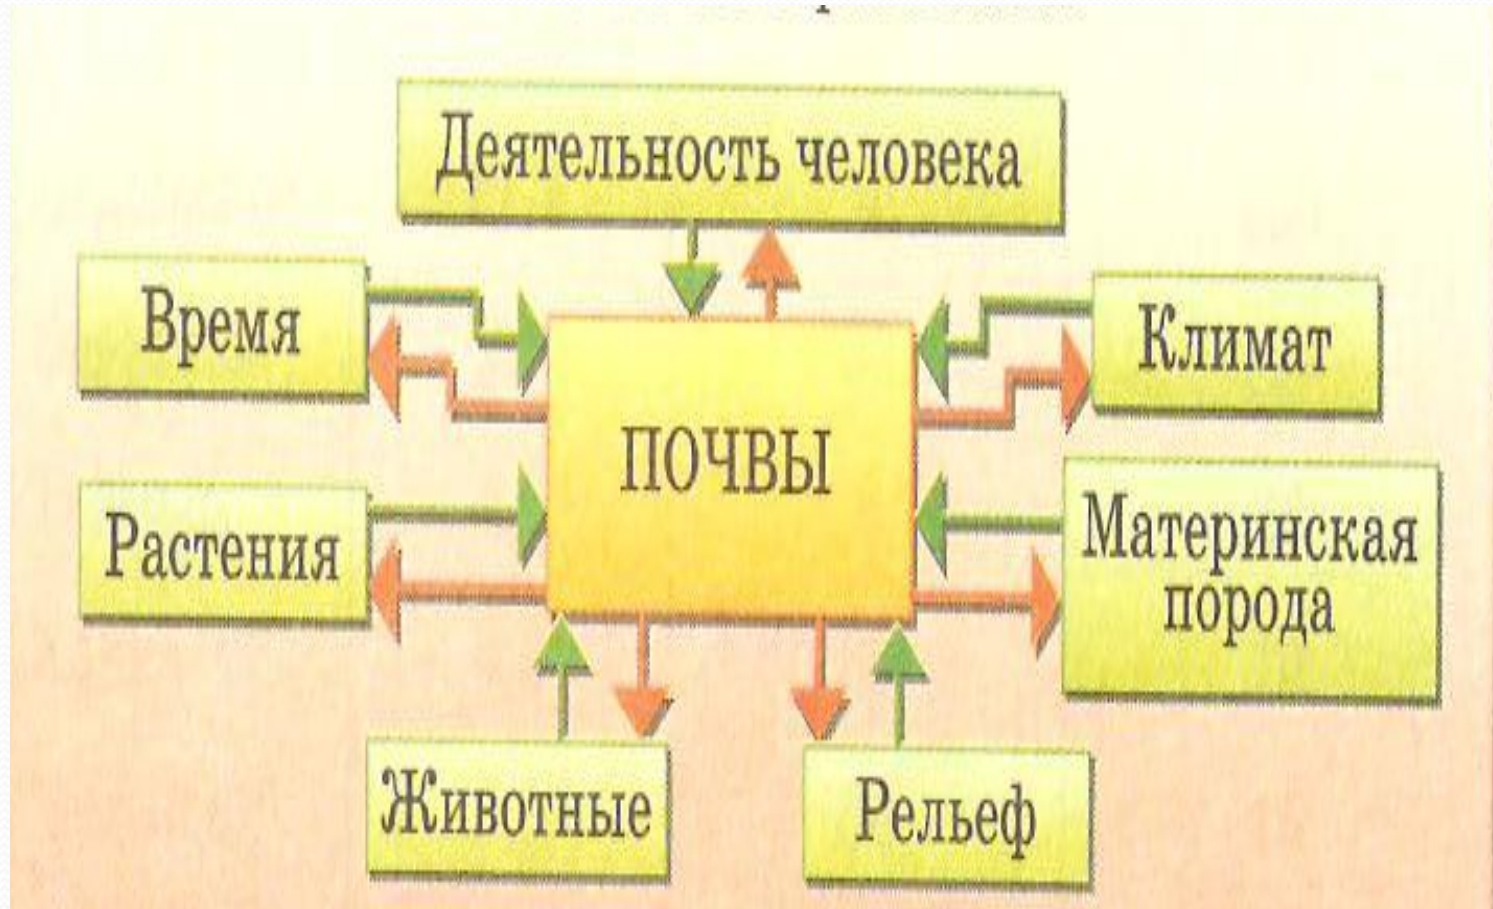 Деятельность человека
Время
Климат
ПОЧВЫ
Растения
Материнская
порода
Животные
Рельеф